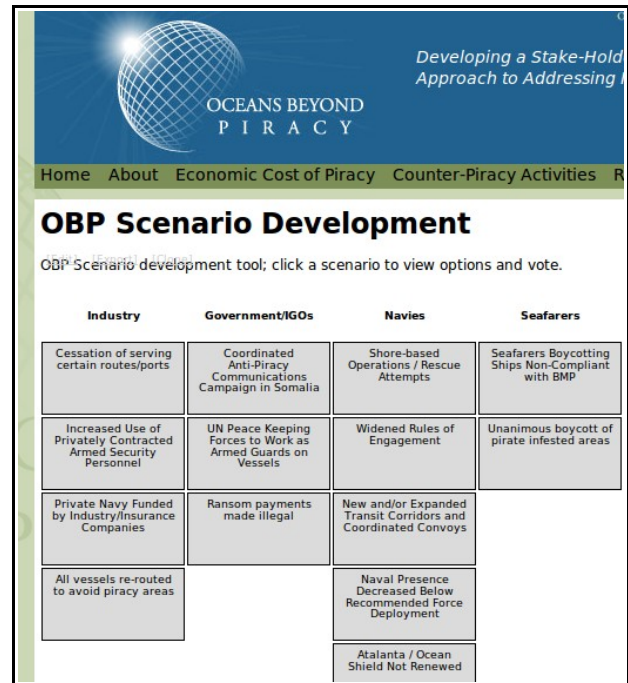 Developing a Stake-Hold
Approach to Addressing
OCEANS BEYOND
PIRACY
Home About Economic Cost of Piracy Counter-Piracy Activities R
OBP Scenario Development
[Edit] [Export] [Clone]
OBP Scenario development tool; click a scenario to view options and vote.
Industry Government/IGOs Navies Seafarers
Cessation of serving
certain routes/ports
Coordinated
Anti-Piracy
Communications
Campaign in Somalia
Shore-based
Operations / Rescue
Attempts
Seafarers Boycotting
Ships Non-Compliant
with BMP
Increased Use of
Privately Contracted
Armed Security
Personnel
UN Peace Keeping
Forces to Work as
Armed Guards on
Vessels
Widened Rules of
Engagement
Unanimous boycott of
pirate infested areas
Private Navy Funded
by Industry/Insurance
Companies
Ransom payments
made illegal
New and/or Expanded
Transit Corridors and
Coordinated Convoys
All vessels re-routed
to avoid piracy areas
Naval Presence
Decreased Below
Recommended Force
Deployment
Atalanta / Ocean
Shield Not Renewed